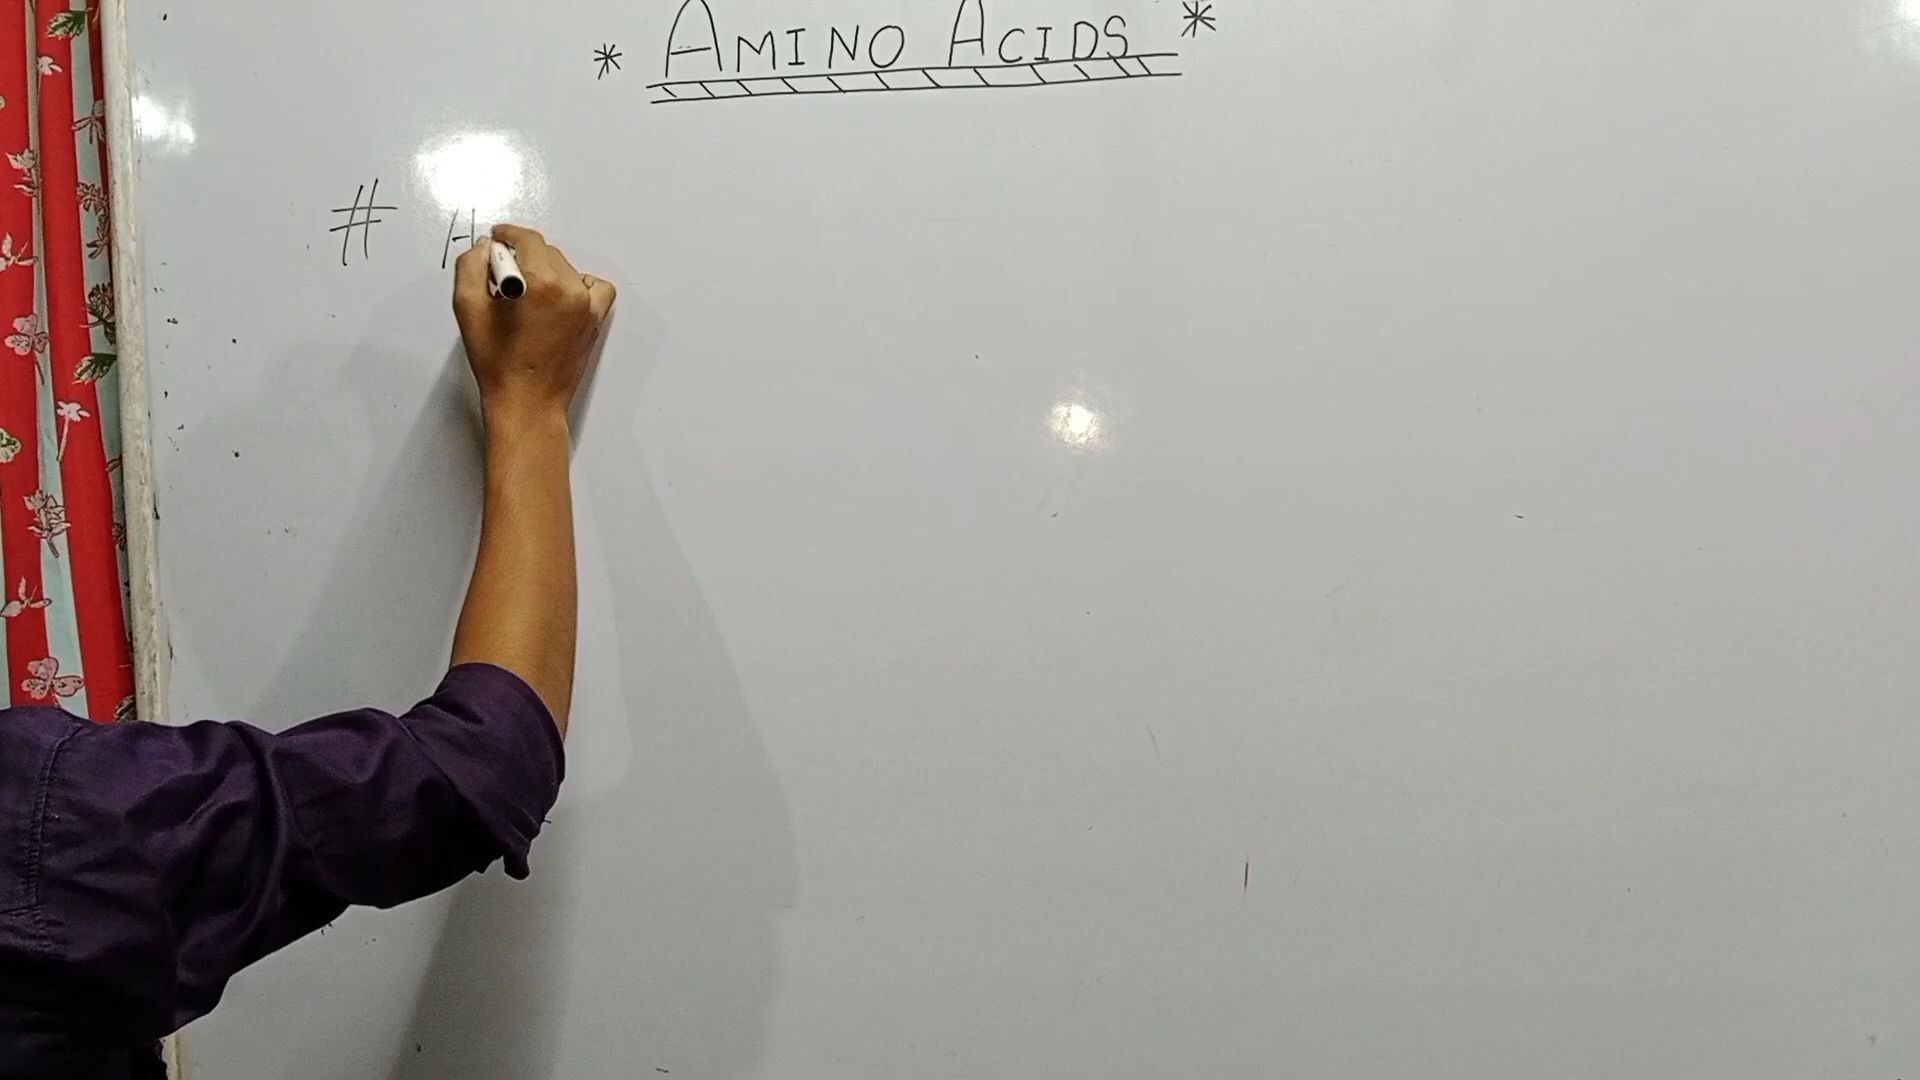 * AMINO ACIDS *
# A